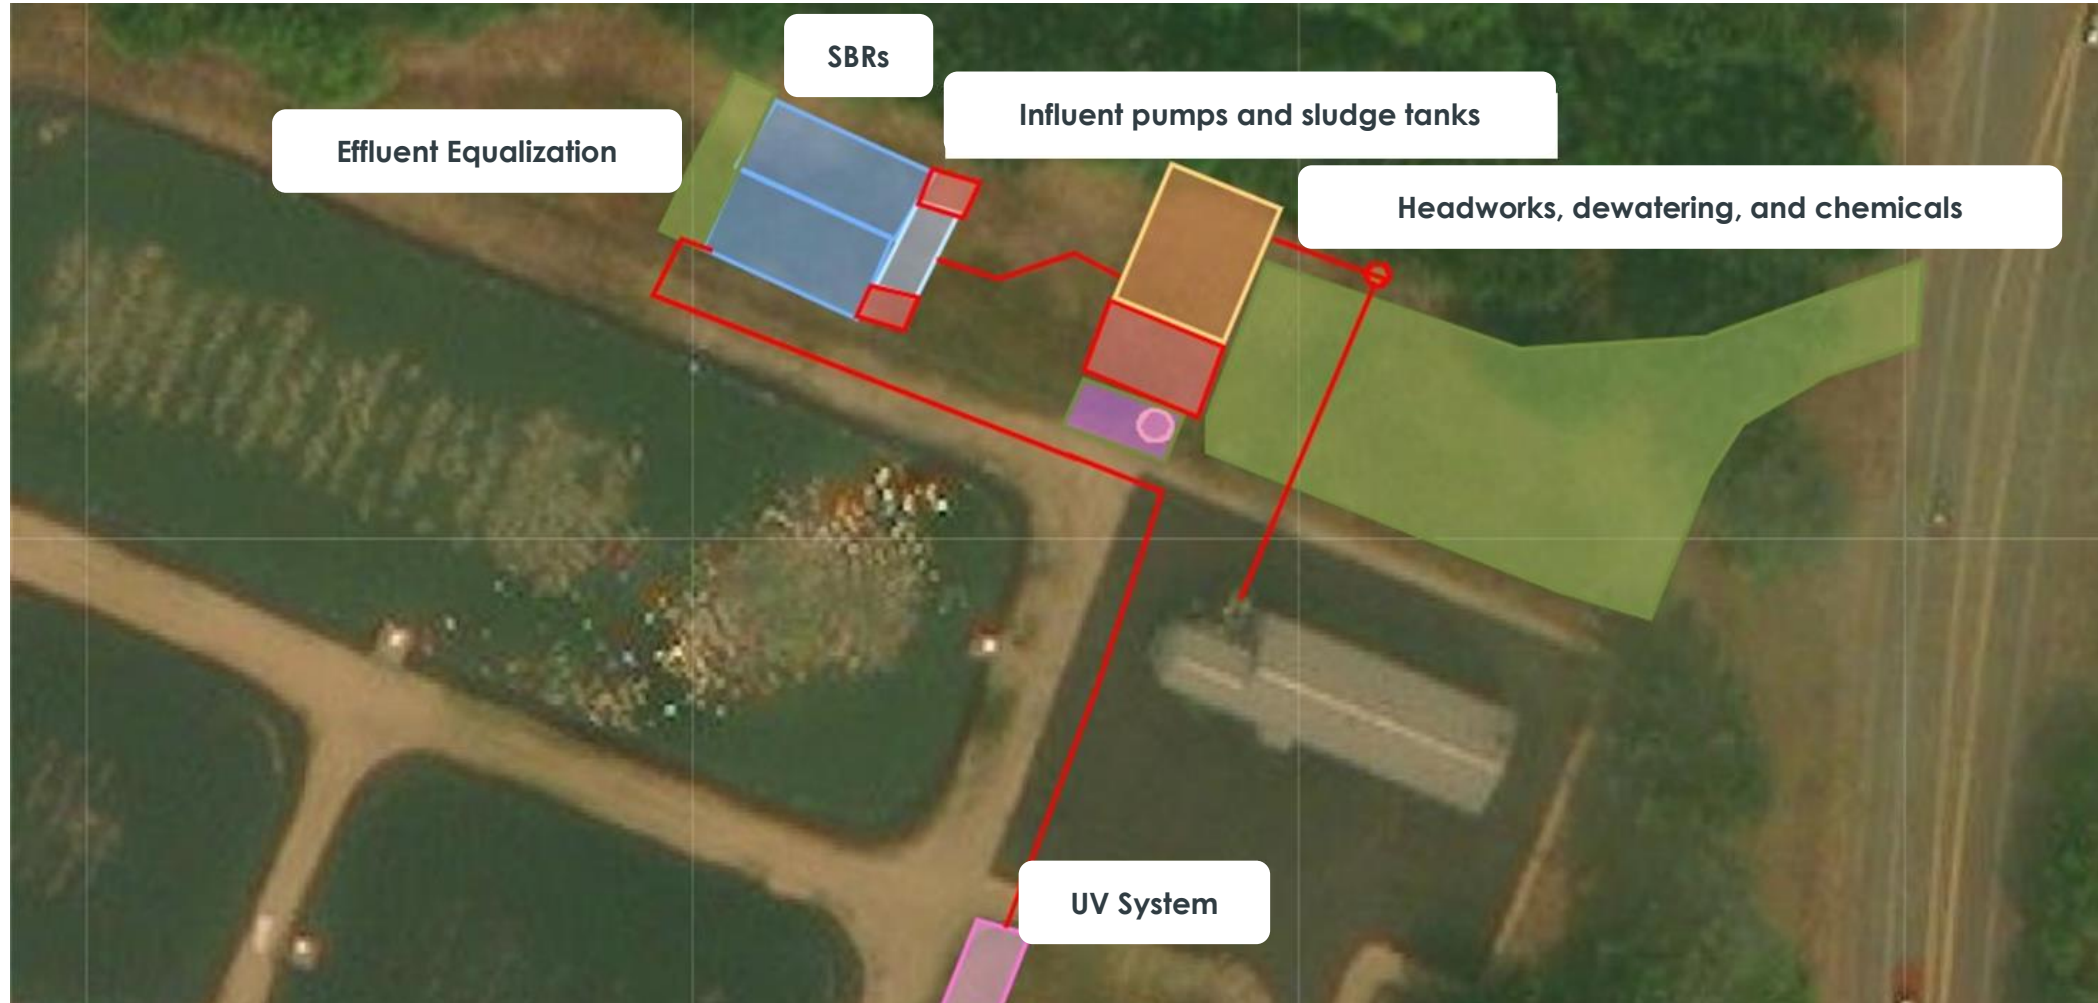 SBRs
Influent pumps and sludge tanks
Effluent Equalization
Headworks, dewatering, and chemicals
UV System